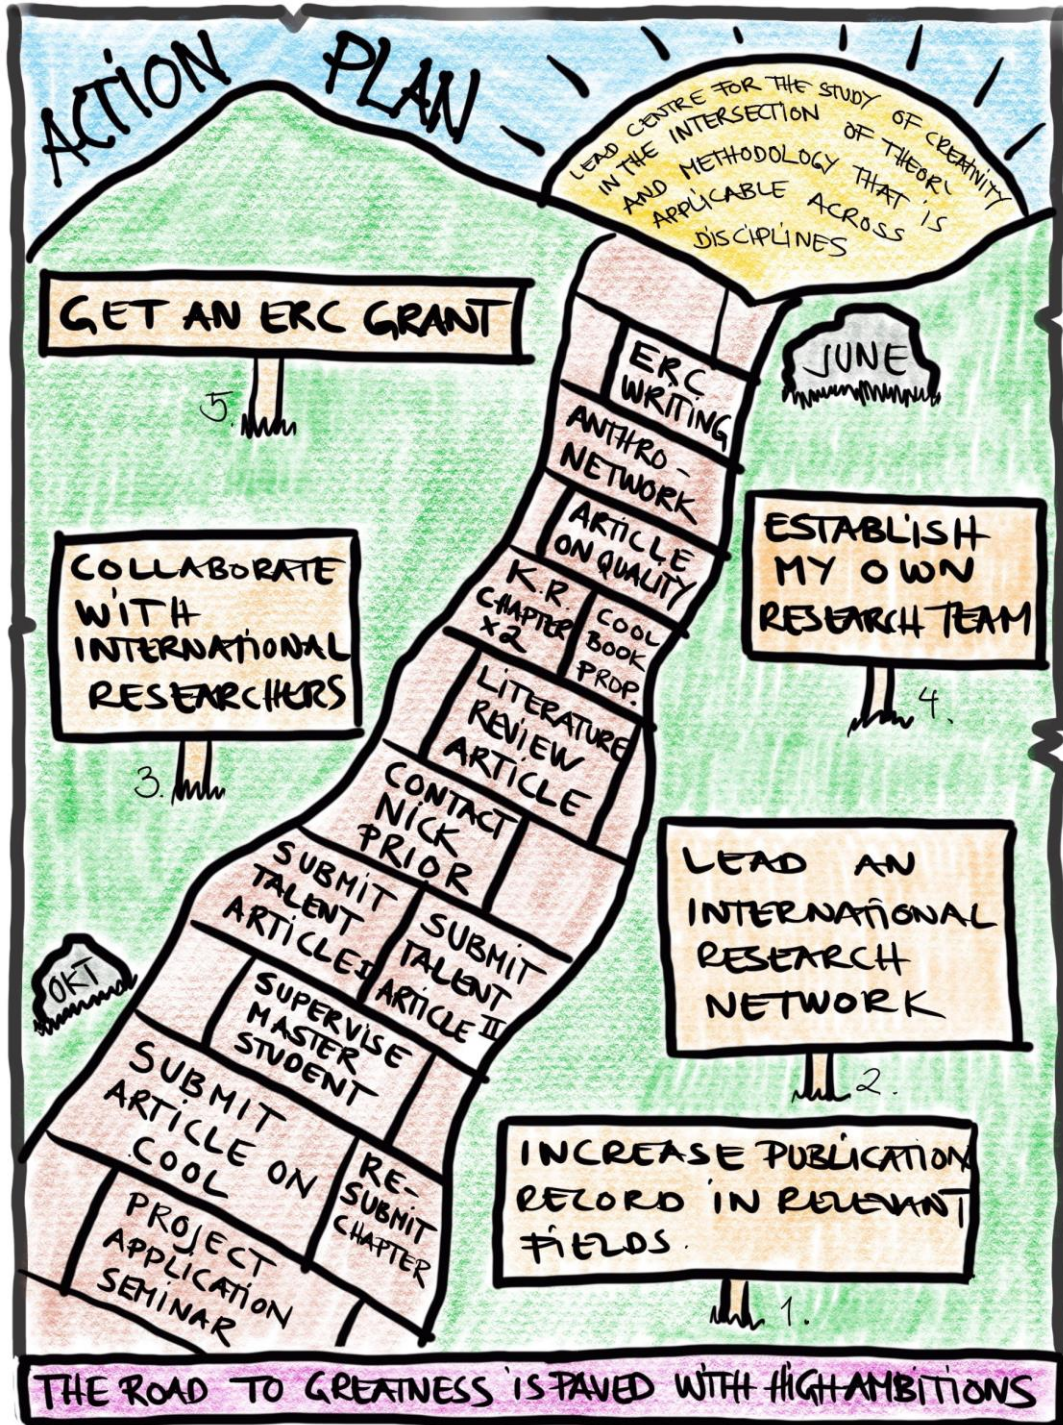 ACTION PLAN
LEAD CENTRE FOR THE STUDY OF CREATIVITY
IN THE INTERSECTION OF THEORY
AND METHODOLOGY THAT IS
APPLICABLE ACROSS
DISCIPLINES
GET AN ERC GRANT
5.
JUNE
ERC
WRITING
ANTHRO-
NETWORK
ARTICLE
ON QUALITY
K.R.
CHAPTER
x2
COOL
BOOK
PROP.
COLLABORATE
WITH
INTERNATIONAL
RESEARCHERS
3.
ESTABLISH
MY OWN
RESEARCH TEAM
4.
LITERATURE
REVIEW
ARTICLE
CONTACT
NICK
PRIOR
SUBMIT
TALENT
ARTICLE I
SUBMIT
TALENT
ARTICLE II
LEAD AN
INTERNATIONAL
RESEARCH
NETWORK
2.
OKT
SUPERVISE
MASTER
STUDENT
SUBMIT
ARTICLE ON
COOL
RE-
SUBMIT
CHAPTER
INCREASE PUBLICATION
RECORD IN RELEVANT
FIELDS.
1.
PROJECT
APPLICATION
SEMINAR
THE ROAD TO GREATNESS IS PAVED WITH HIGH AMBITIONS